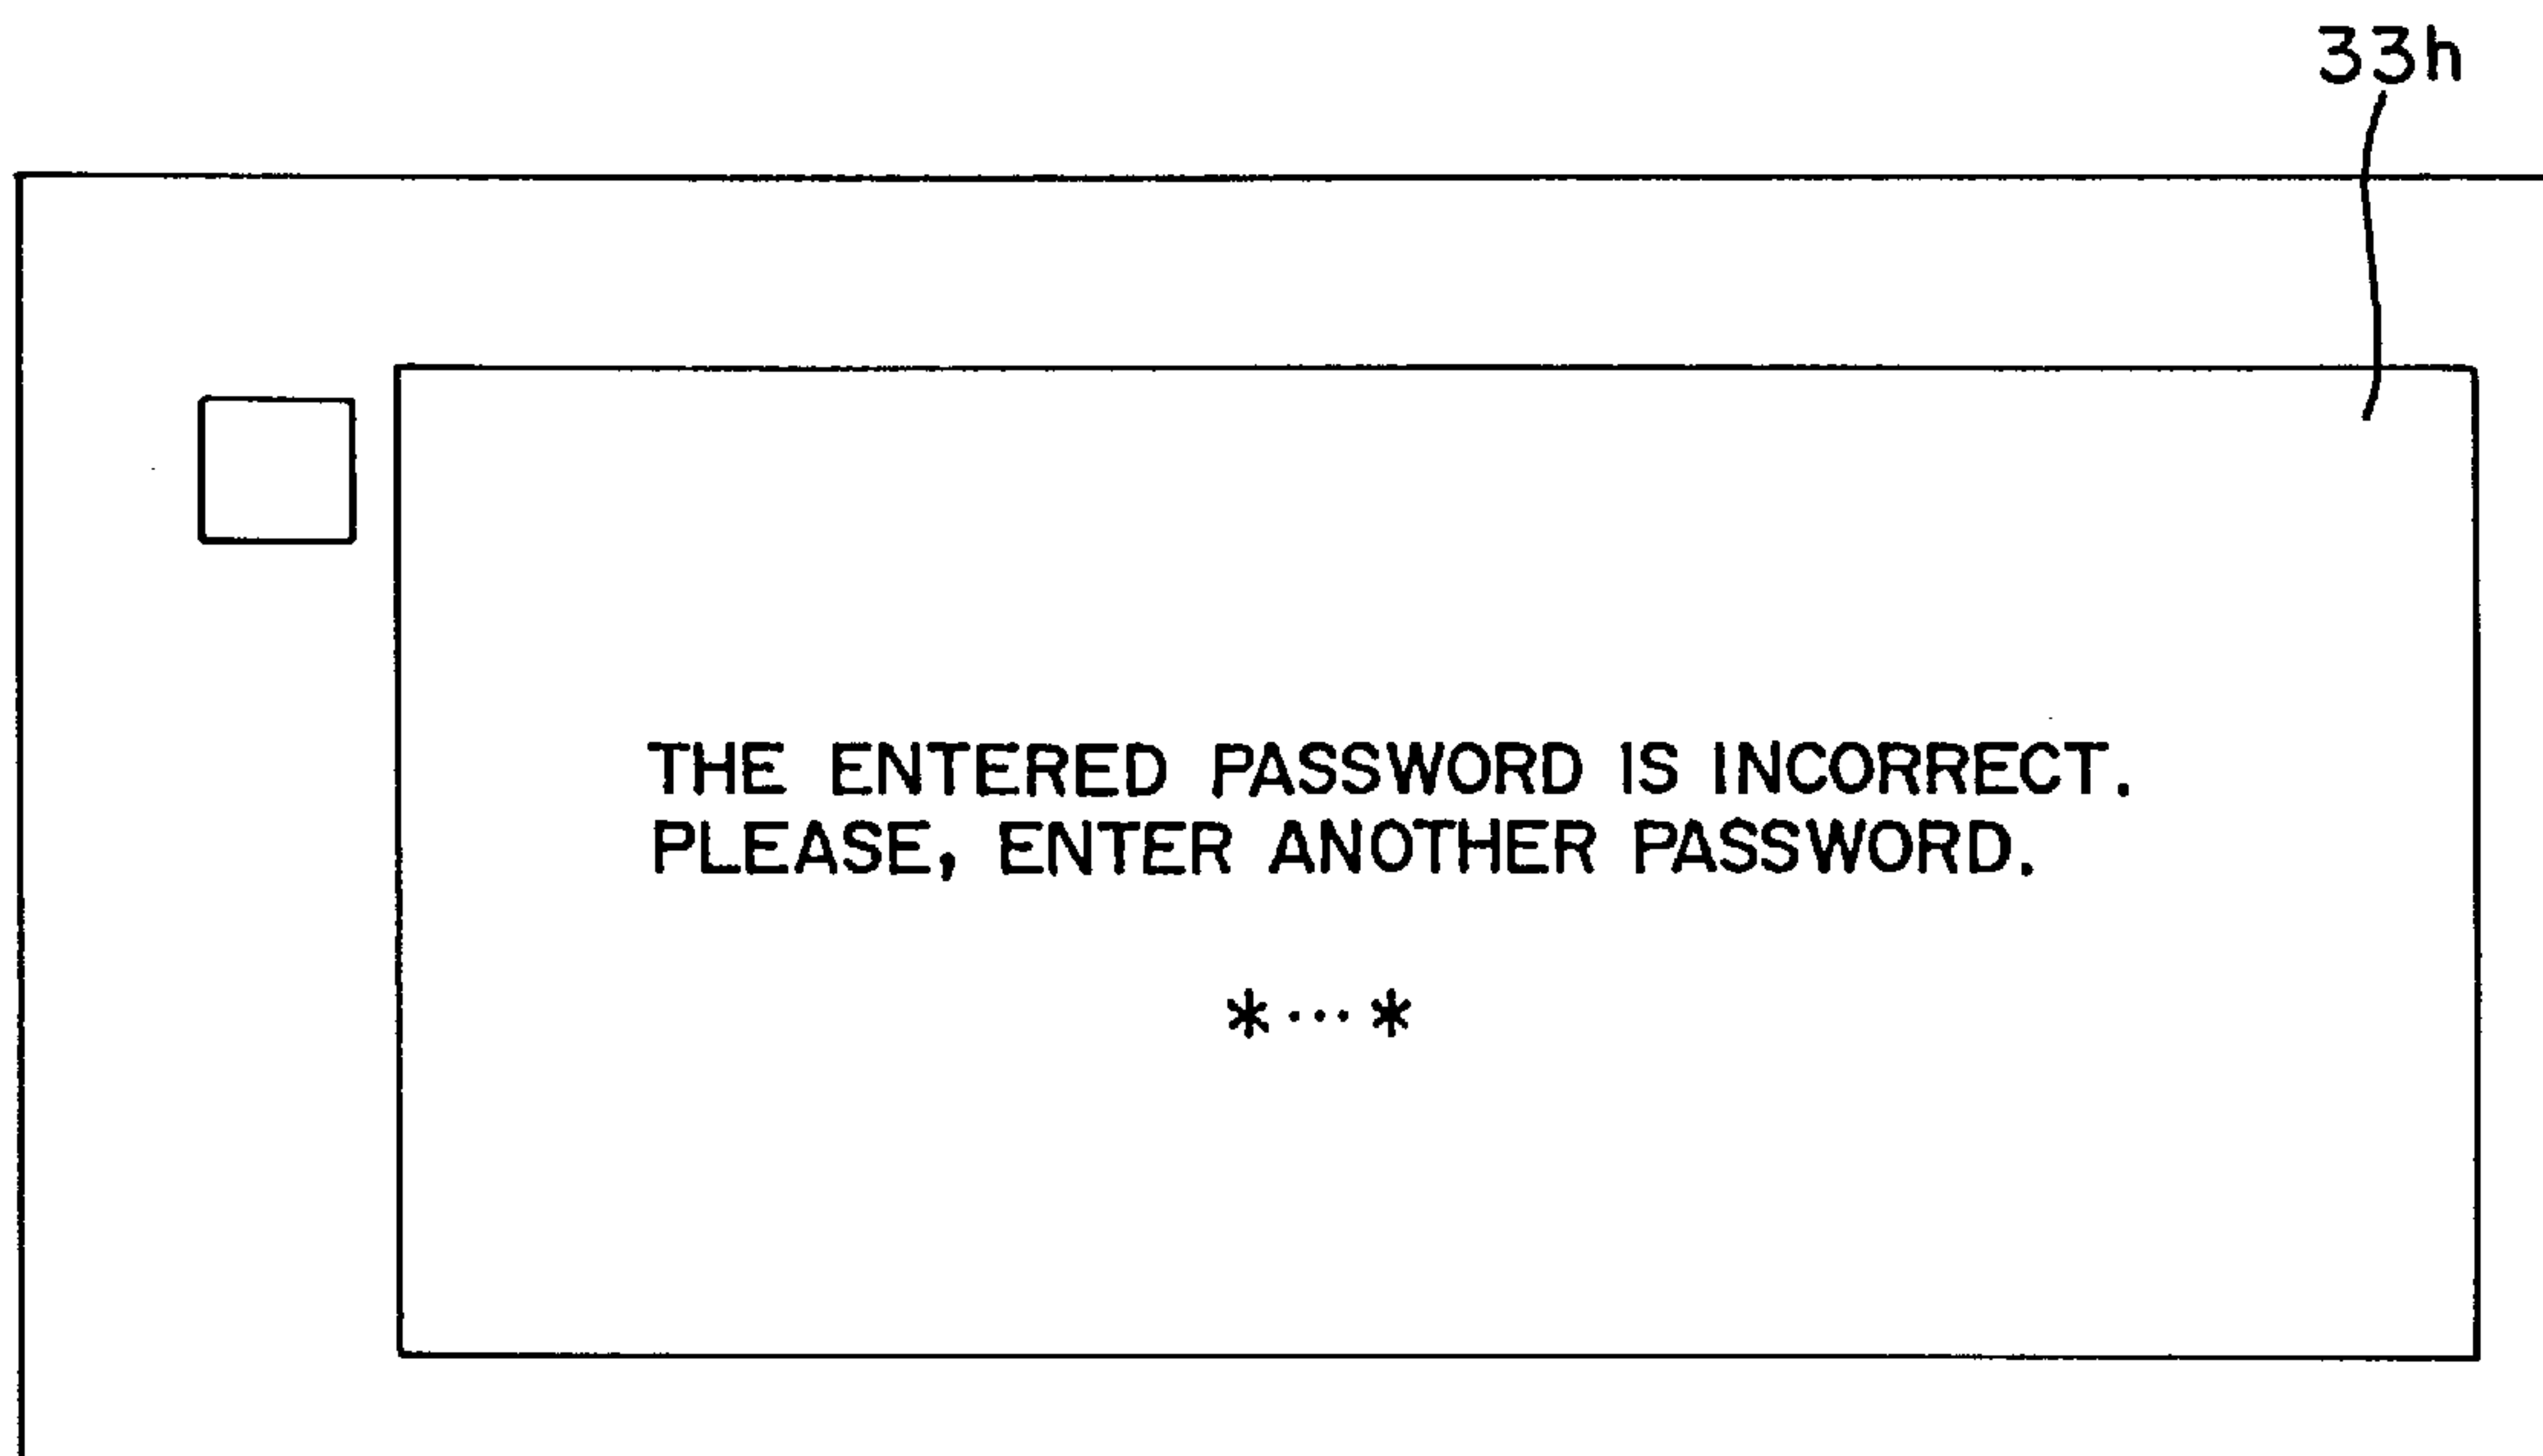 33h
THE ENTERED PASSWORD IS INCORRECT.
PLEASE, ENTER ANOTHER PASSWORD.
*···*